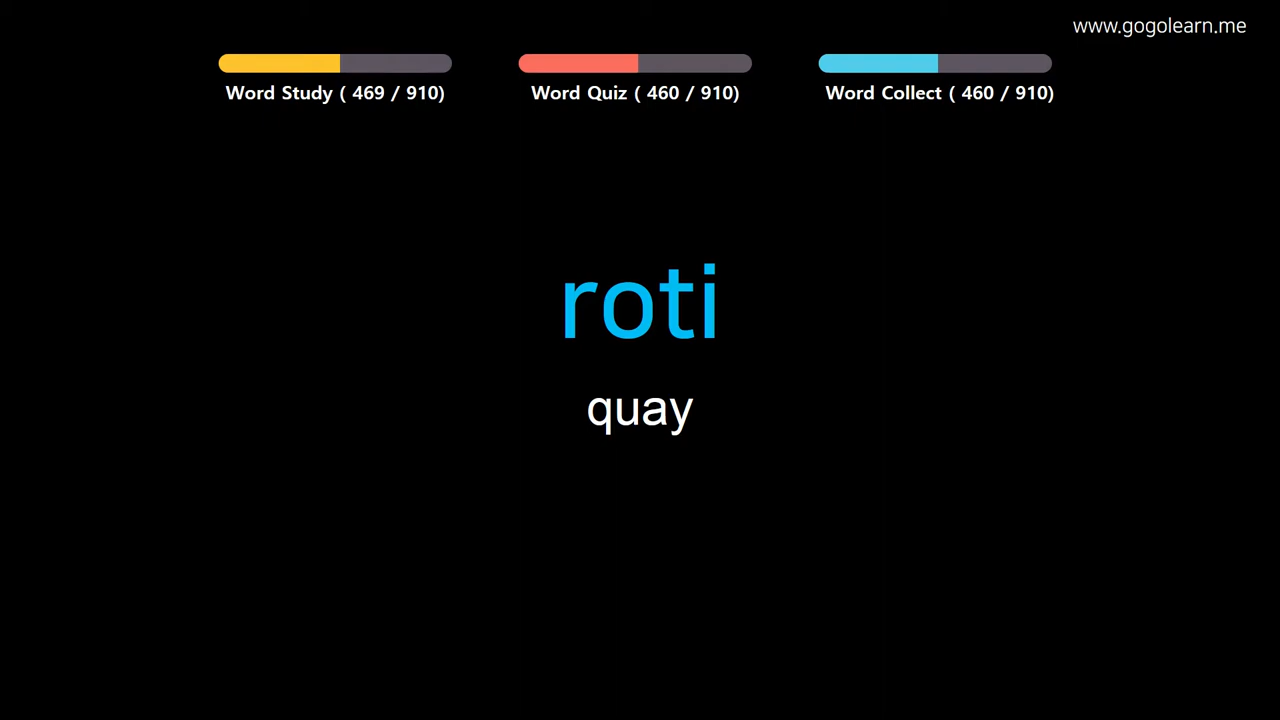 www.gogolearn.me
Word Study ( 469 / 910)
Word Quiz ( 460 / 910)
Word Collect ( 460 / 910)
roti
quay